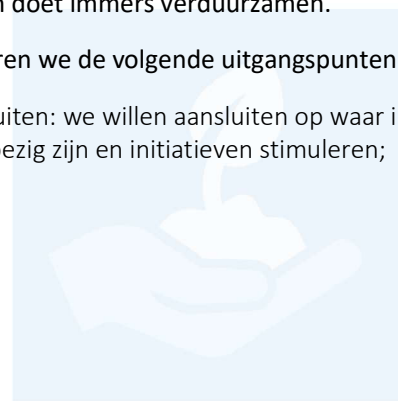 doet immers verduurzamen.
ren we de volgende uitgangspunten
uiten: we willen aansluiten op waar i
ezig zijn en initiatieven stimuleren;